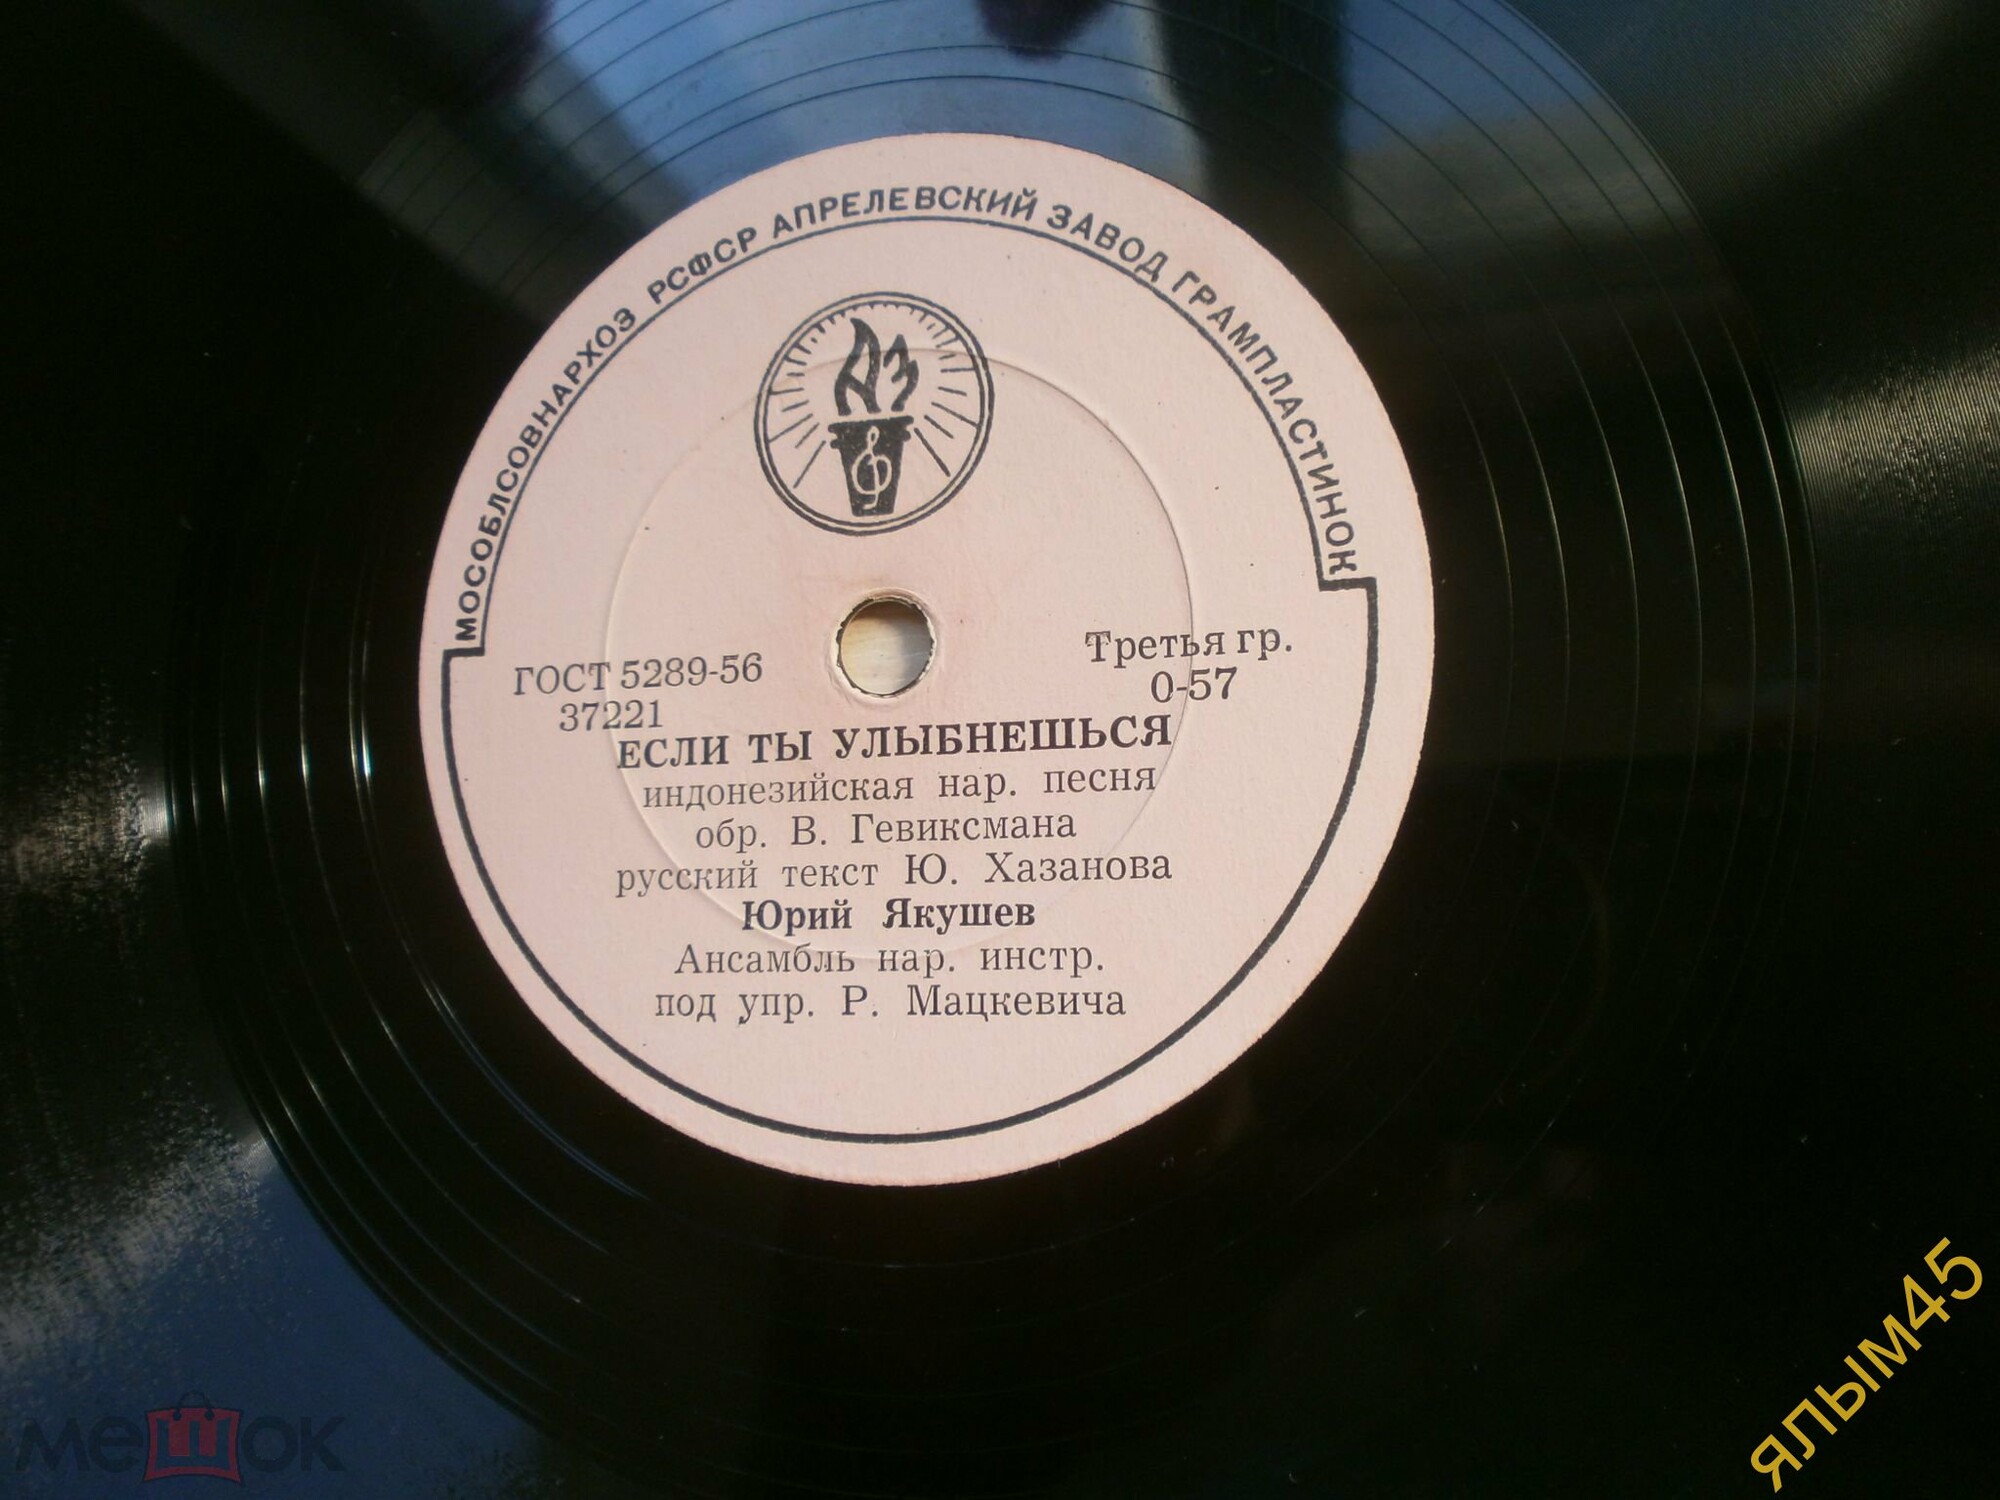 МОСОБЛСОВНАРХОЗ РСФСР АПРЕЛЕВСКИЙ ЗАВОД ГРАМПЛАСТИНОК
АЗ
ГОСТ 5289-56
37221
Третья гр.
0-57
ЕСЛИ ТЫ УЛЫБНЕШЬСЯ
индонезийская нар. песня
обр. В. Гевиксмана
русский текст Ю. Хазанова
Юрий Якушев
Ансамбль нар. инстр.
под упр. Р. Мацкевича
мешок
ялым45